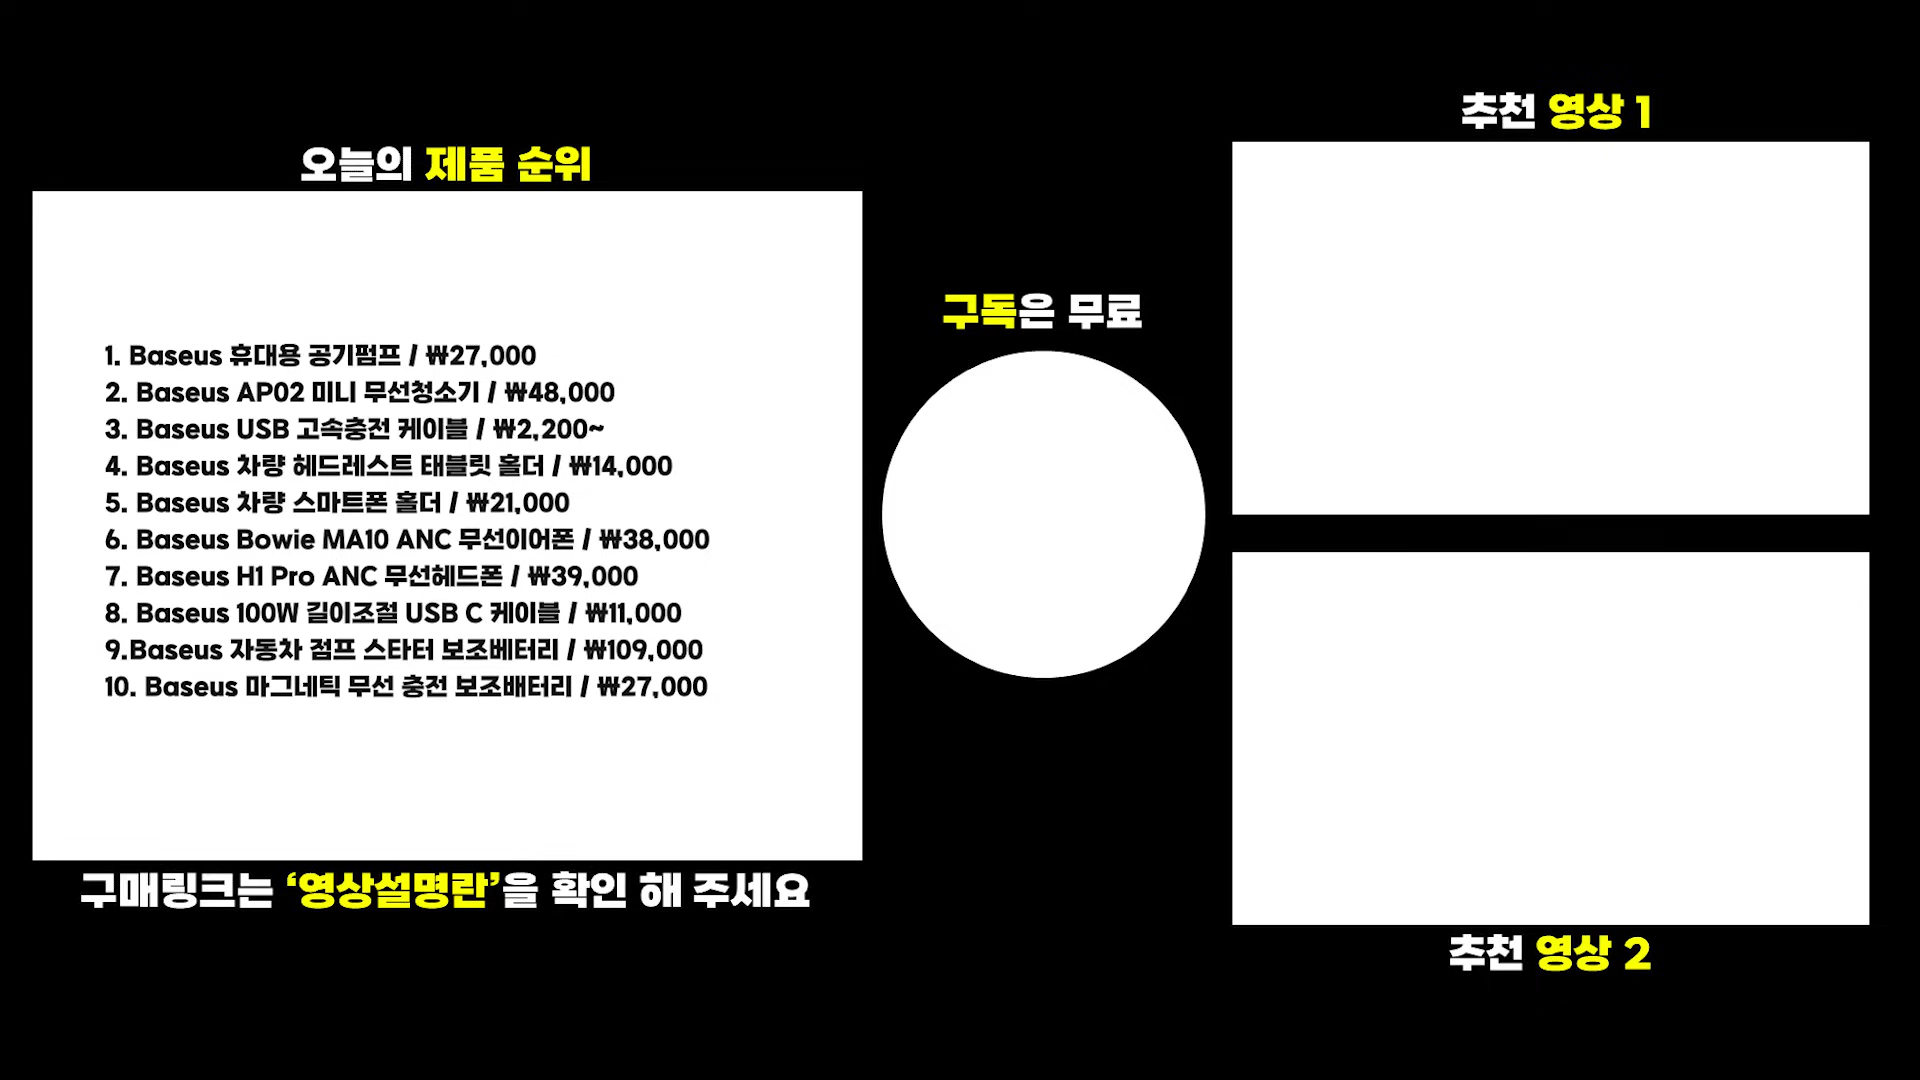 오늘의 제품 순위
1. Baseus 휴대용 공기펌프 / ₩27,000
2. Baseus AP02 미니 무선청소기 / ₩48,000
3. Baseus USB 고속충전 케이블 / ₩2,200~
4. Baseus 차량 헤드레스트 태블릿 홀더 / ₩14,000
5. Baseus 차량 스마트폰 홀더 / ₩21,000
6. Baseus Bowie MA10 ANC 무선이어폰 / ₩38,000
7. Baseus H1 Pro ANC 무선헤드폰 / ₩39,000
8. Baseus 100W 길이조절 USB C 케이블 / ₩11,000
9.Baseus 자동차 점프 스타터 보조베터리 / ₩109,000
10. Baseus 마그네틱 무선 충전 보조배터리 / ₩27,000
구매링크는 ‘영상설명란’을 확인 해 주세요
구독은 무료
추천 영상 1
추천 영상 2